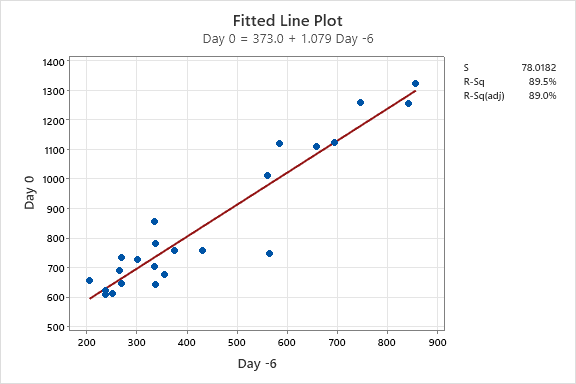 Fitted Line Plot
Day 0 = 373.0 + 1.079 Day -6
S 78.0182
R-Sq 89.5%
R-Sq(adj) 89.0%
1400
1300
1200
1100
1000
900
800
700
600
500
Day 0
200 300 400 500 600 700 800 900
Day -6